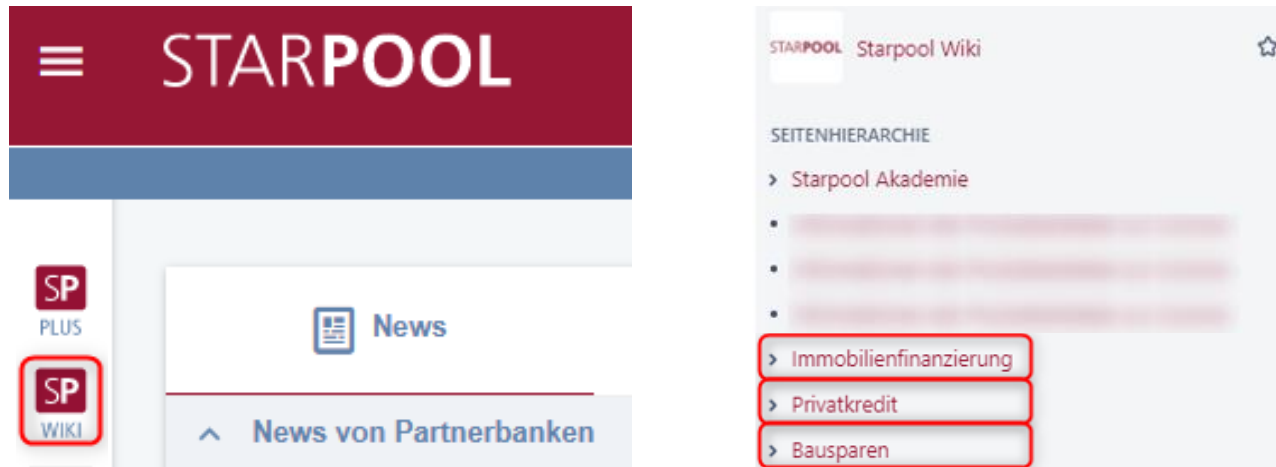 STARPOOL
SP
PLUS
News
SP
WIKI
News von Partnerbanken
STARPOOL Starpool Wiki
SEITENHIERARCHIE
Starpool Akademie
Immobilienfinanzierung
Privatkredit
Bausparen